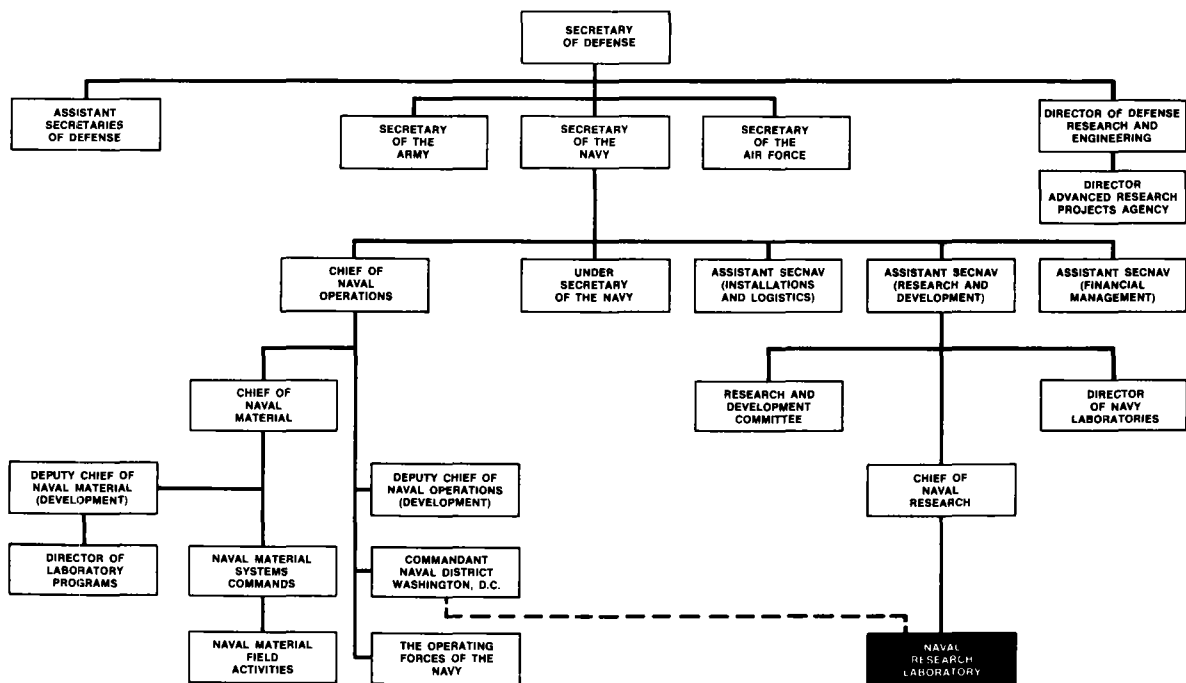 SECRETARY
OF DEFENSE
ASSISTANT
SECRETARIES
OF DEFENSE
SECRETARY
OF THE
ARMY
SECRETARY
OF THE
NAVY
SECRETARY
OF THE
AIR FORCE
DIRECTOR OF DEFENSE
RESEARCH AND
ENGINEERING
DIRECTOR
ADVANCED RESEARCH
PROJECTS AGENCY
CHIEF OF
NAVAL
OPERATIONS
UNDER
SECRETARY
OF THE NAVY
ASSISTANT SECNAV
(INSTALLATIONS
AND LOGISTICS)
ASSISTANT SECNAV
(RESEARCH AND
DEVELOPMENT)
ASSISTANT SECNAV
(FINANCIAL
MANAGEMENT)
CHIEF OF
NAVAL
MATERIAL
RESEARCH AND
DEVELOPMENT
COMMITTEE
DIRECTOR
OF NAVY
LABORATORIES
DEPUTY CHIEF OF
NAVAL MATERIAL
(DEVELOPMENT)
DEPUTY CHIEF OF
NAVAL OPERATIONS
(DEVELOPMENT)
CHIEF OF
NAVAL
RESEARCH
DIRECTOR OF
LABORATORY
PROGRAMS
NAVAL MATERIAL
SYSTEMS
COMMANDS
COMMANDANT
NAVAL DISTRICT
WASHINGTON, D.C.
NAVAL MATERIAL
FIELD
ACTIVITIES
THE OPERATING
FORCES OF THE
NAVY
NAVAL
RESEARCH
LABORATORY